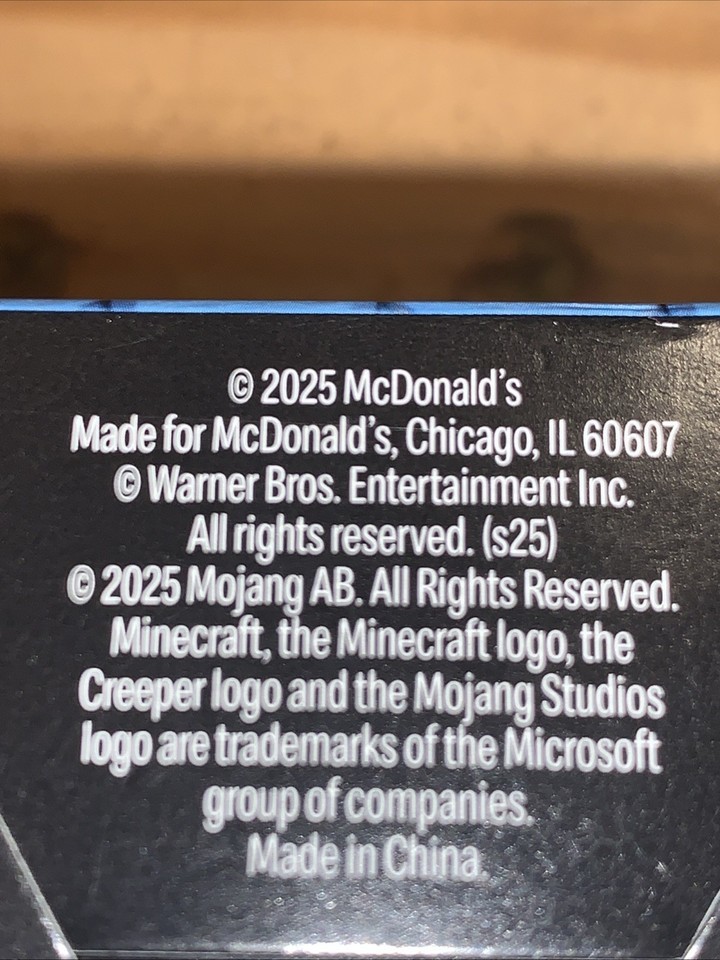 © 2025 McDonald's
Made for McDonald's, Chicago, IL 60607
© Warner Bros. Entertainment Inc.
All rights reserved. (s25)
© 2025 Mojang AB. All Rights Reserved.
Minecraft, the Minecraft logo, the
Creeper logo and the Mojang Studios
logo are trademarks of the Microsoft
group of companies.
Made in China.